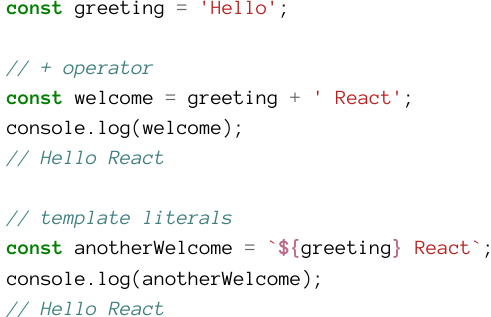 const greeting = 'Hello';
// + operator
const welcome = greeting + ' React';
console.log(welcome);
// Hello React
// template literals
const anotherWelcome = `${greeting} React`;
console.log(anotherWelcome);
// Hello React